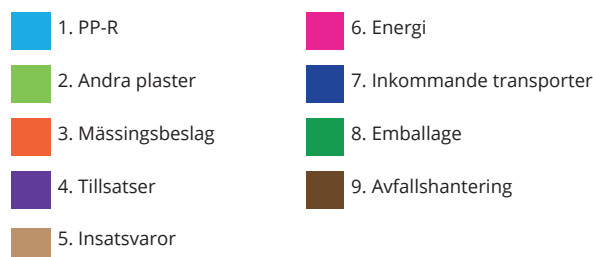 1. PP-R
2. Andra plaster
3. Mässingsbeslag
4. Tillsatser
5. Insatsvaror
6. Energi
7. Inkommande transporter
8. Emballage
9. Avfallshantering